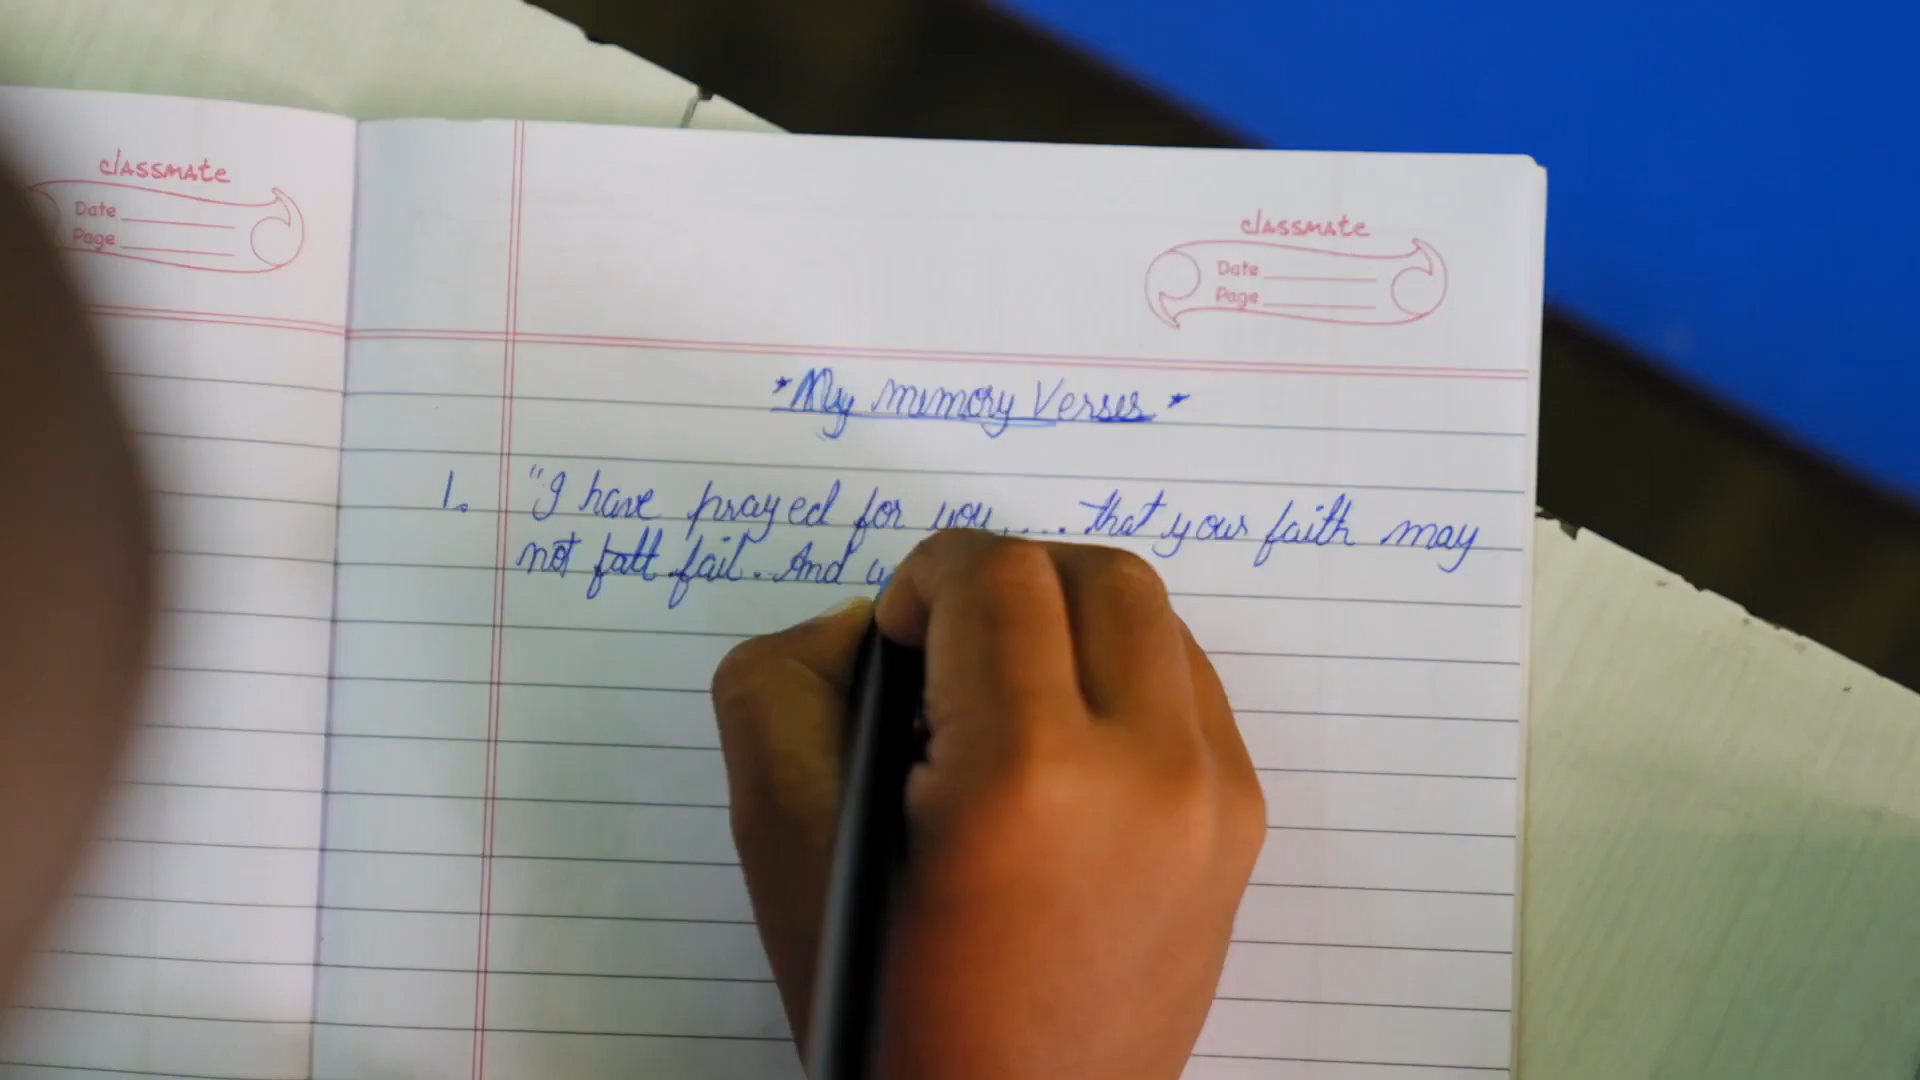 classmate
Date
Page
classmate
Date
Page
*My memory Verses*
1. "I have prayed for you.... that your faith may
not fatt fail. And